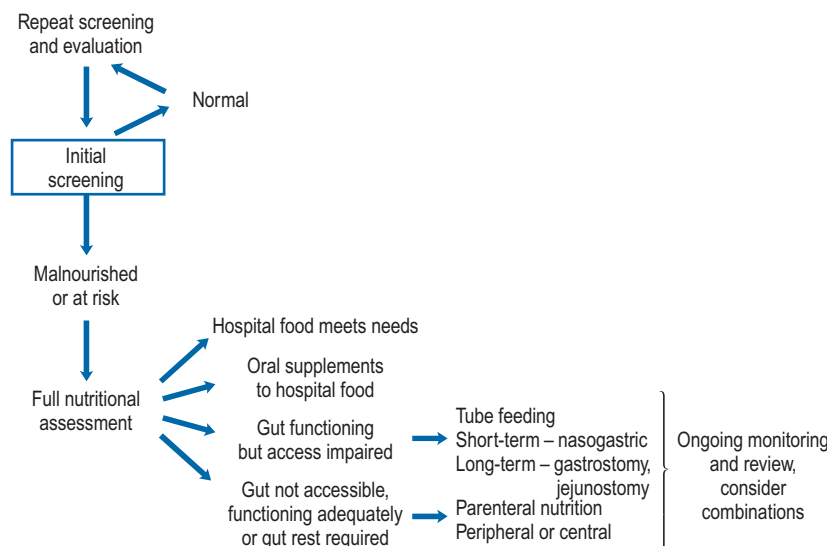 Repeat screening
and evaluation
Normal
Initial
screening
Malnourished
or at risk
Full nutritional
assessment
Hospital food meets needs
Oral supplements
to hospital food
Gut functioning
but access impaired
Gut not accessible,
functioning adequately
or gut rest required
Tube feeding
Short-term – nasogastric
Long-term – gastrostomy,
jejunostomy
Parenteral nutrition
Peripheral or central
Ongoing monitoring
and review,
consider
combinations